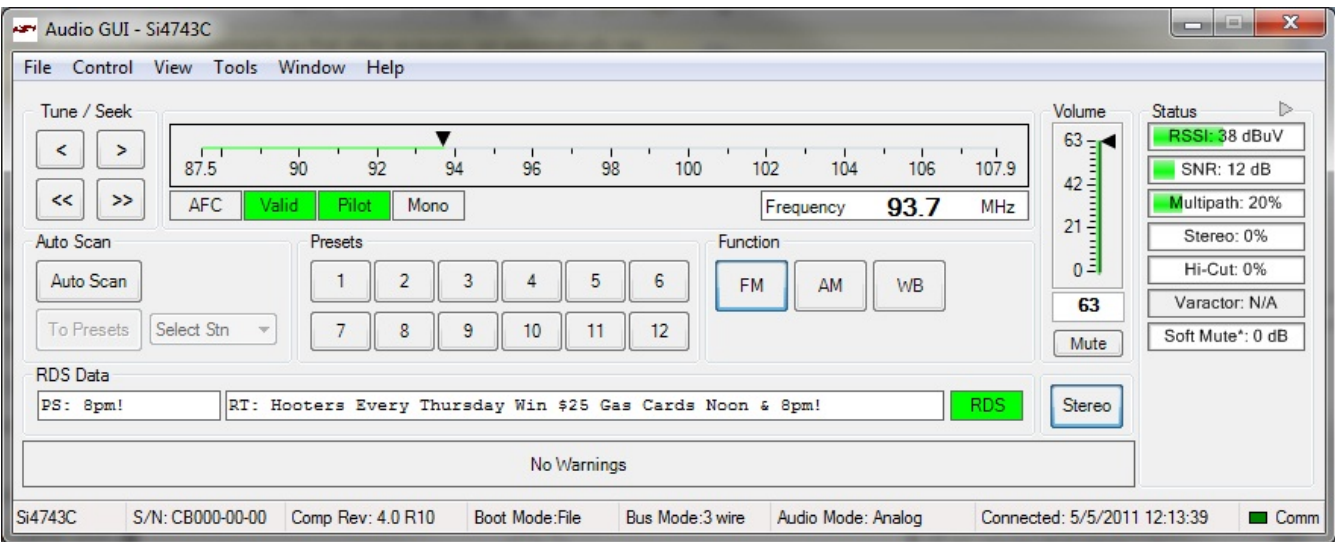 Audio GUI - Si4743C
File Control View Tools Window Help
Tune / Seek
< >
<< >>
87.5 90 92 94 96 98 100 102 104 106 107.9
AFC Valid Pilot Mono
Frequency 93.7 MHz
Volume
63
42
21
0
63
Mute
Status
RSSI: 38 dBuV
SNR: 12 dB
Multipath: 20%
Stereo: 0%
Hi-Cut: 0%
Varactor: N/A
Soft Mute*: 0 dB
Auto Scan
Auto Scan
To Presets Select Stn
Presets
1 2 3 4 5 6
7 8 9 10 11 12
Function
FM AM WB
RDS Data
PS: 8pm! RT: Hooters Every Thursday Win $25 Gas Cards Noon & 8pm! RDS
Stereo
No Warnings
Si4743C S/N: CB000-00-00 Comp Rev: 4.0 R10 Boot Mode:File Bus Mode:3 wire Audio Mode: Analog Connected: 5/5/2011 12:13:39 Comm